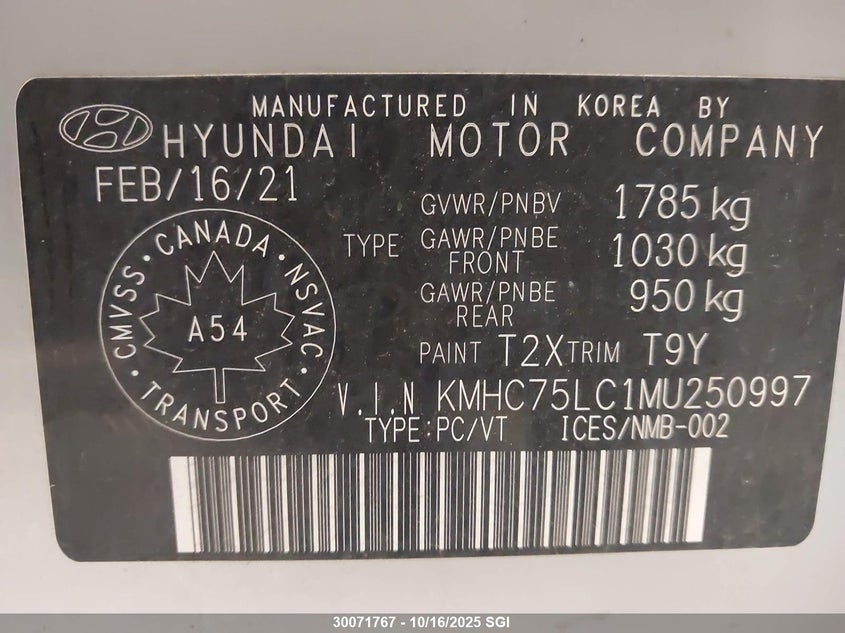 MANUFACTURED IN KOREA BY
HYUNDAI MOTOR COMPANY
FEB/16/21
GVWR/PNBV 1785 kg
TYPE GAWR/PNBE FRONT 1030 kg
GAWR/PNBE REAR 950 kg
CMVSS · CANADA · NSVAC · TRANSPORT ·
A54
PAINT T2X TRIM T9Y
V.I.N KMHC75LC1MU250997
TYPE:PC/VT ICES/NMB-002
30071767 - 10/16/2025 SGI